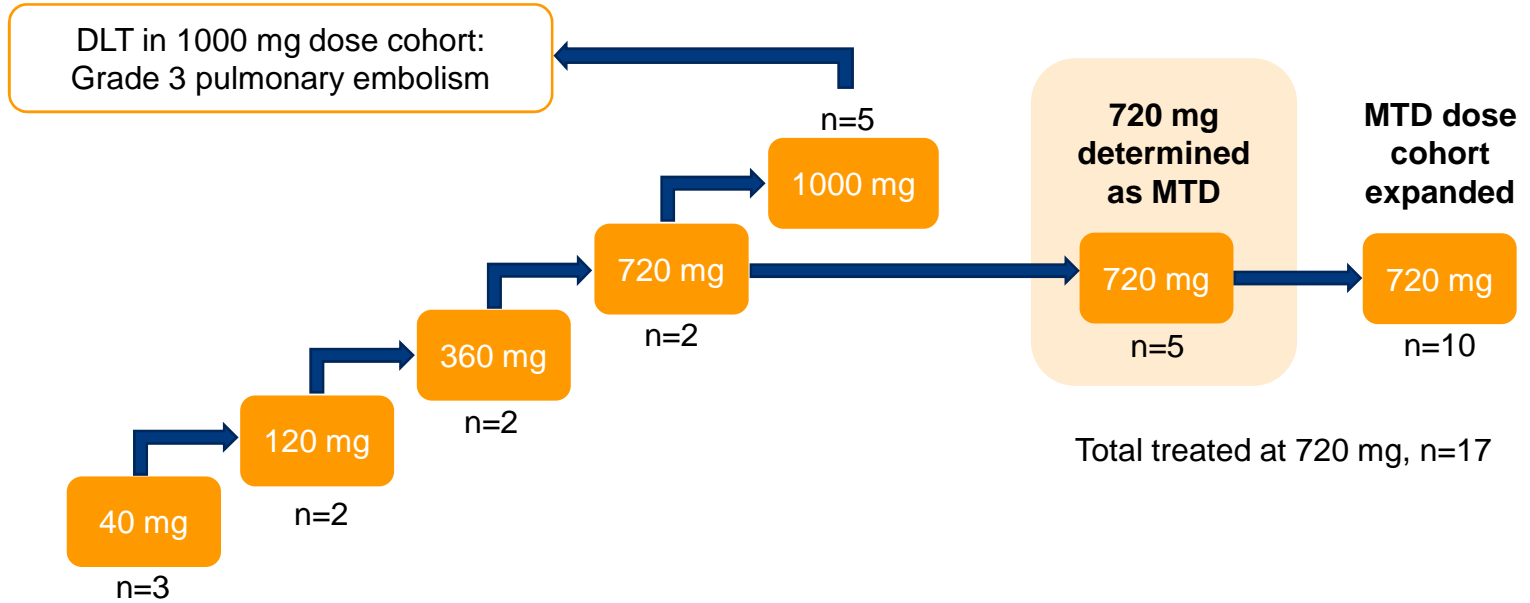 DLT in 1000 mg dose cohort:
Grade 3 pulmonary embolism
n=5
1000 mg
720 mg
determined
as MTD
MTD dose
cohort
expanded
720 mg
n=2
720 mg
n=5
720 mg
n=10
360 mg
n=2
120 mg
n=2
Total treated at 720 mg, n=17
40 mg
n=3